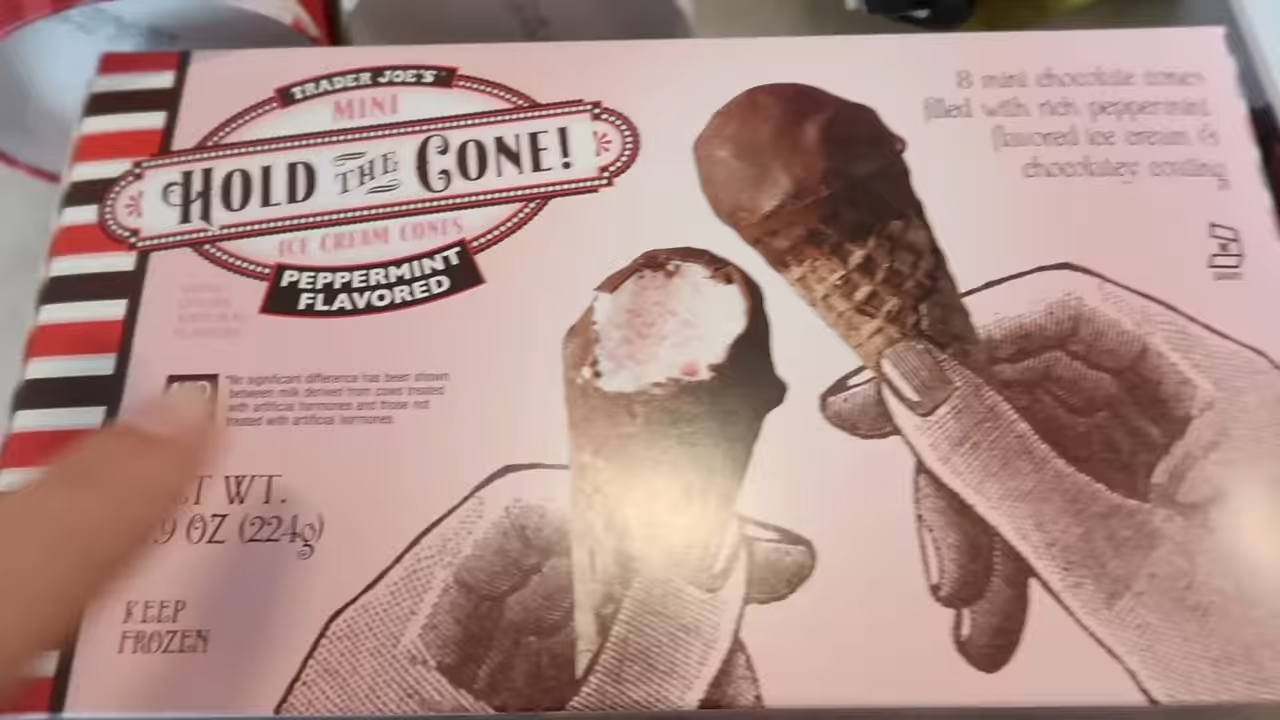 TRADER JOE'S
MINI
HOLD THE CONE!
ICE CREAM CONES
PEPPERMINT
FLAVORED
8 mini chocolate cones
filled with rich peppermint
flavored ice cream &
chocolatey coating
*No significant difference has been shown
between milk derived from cows treated
with artificial hormones and those not
treated with artificial hormones.
WT.
9 OZ (224g)
KEEP
FROZEN